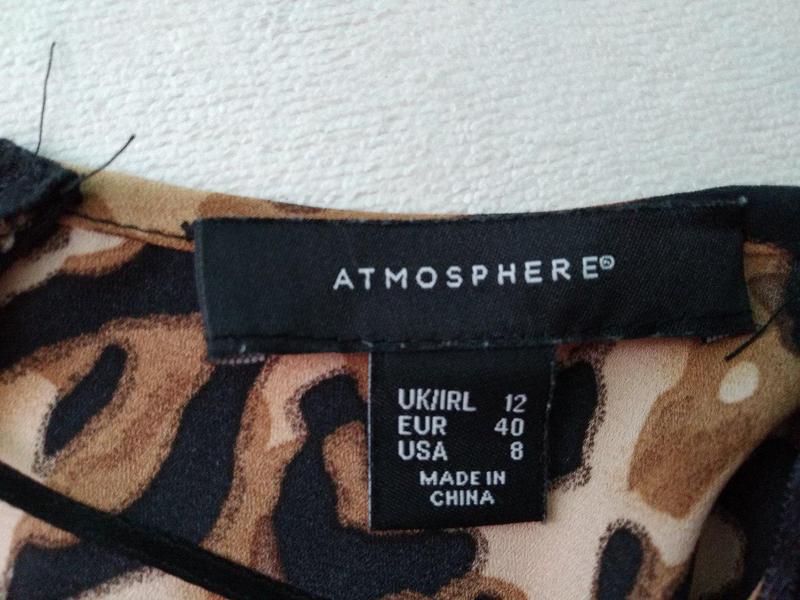 ATMOSPHERE®
UK/IRL 12
EUR 40
USA 8
MADE IN
CHINA